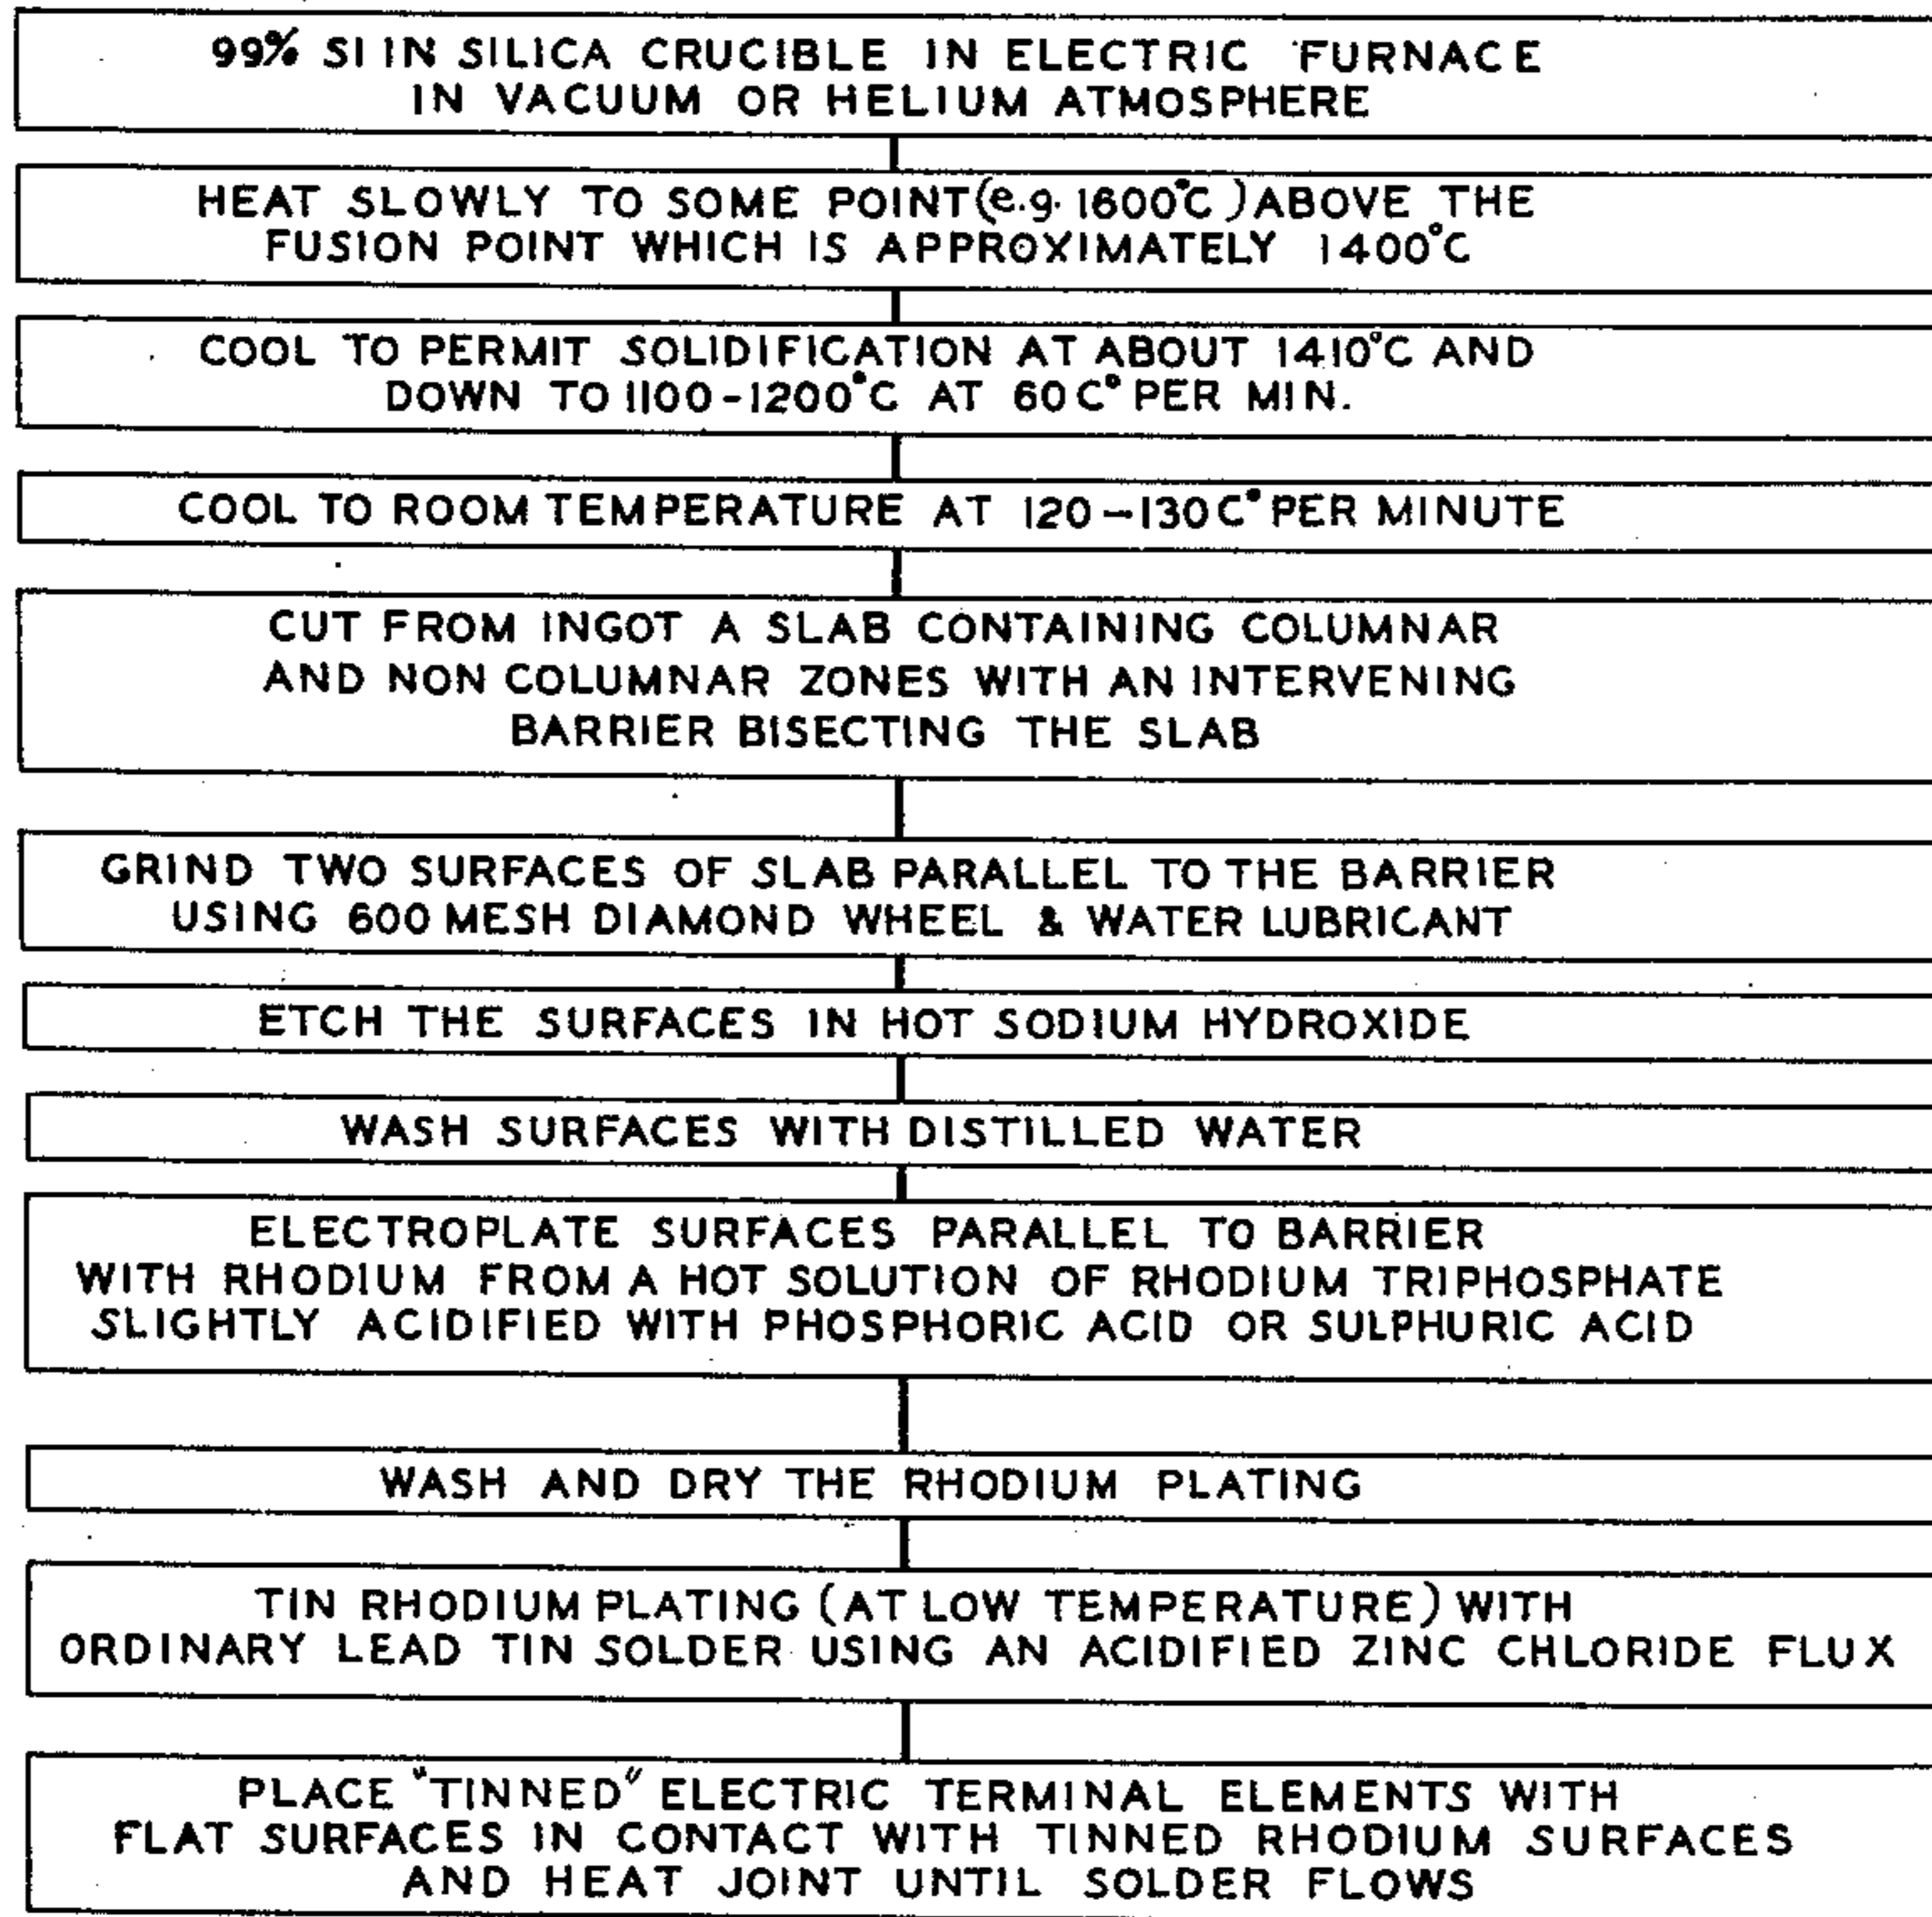 99% SI IN SILICA CRUCIBLE IN ELECTRIC FURNACE
IN VACUUM OR HELIUM ATMOSPHERE
HEAT SLOWLY TO SOME POINT (e.g. 1600°C) ABOVE THE
FUSION POINT WHICH IS APPROXIMATELY 1400°C
COOL TO PERMIT SOLIDIFICATION AT ABOUT 1410°C AND
DOWN TO 1100-1200°C AT 60 C° PER MIN.
COOL TO ROOM TEMPERATURE AT 120-130 C° PER MINUTE
CUT FROM INGOT A SLAB CONTAINING COLUMNAR
AND NON COLUMNAR ZONES WITH AN INTERVENING
BARRIER BISECTING THE SLAB
GRIND TWO SURFACES OF SLAB PARALLEL TO THE BARRIER
USING 600 MESH DIAMOND WHEEL & WATER LUBRICANT
ETCH THE SURFACES IN HOT SODIUM HYDROXIDE
WASH SURFACES WITH DISTILLED WATER
ELECTROPLATE SURFACES PARALLEL TO BARRIER
WITH RHODIUM FROM A HOT SOLUTION OF RHODIUM TRIPHOSPHATE
SLIGHTLY ACIDIFIED WITH PHOSPHORIC ACID OR SULPHURIC ACID
WASH AND DRY THE RHODIUM PLATING
TIN RHODIUM PLATING (AT LOW TEMPERATURE) WITH
ORDINARY LEAD TIN SOLDER USING AN ACIDIFIED ZINC CHLORIDE FLUX
PLACE "TINNED" ELECTRIC TERMINAL ELEMENTS WITH
FLAT SURFACES IN CONTACT WITH TINNED RHODIUM SURFACES
AND HEAT JOINT UNTIL SOLDER FLOWS